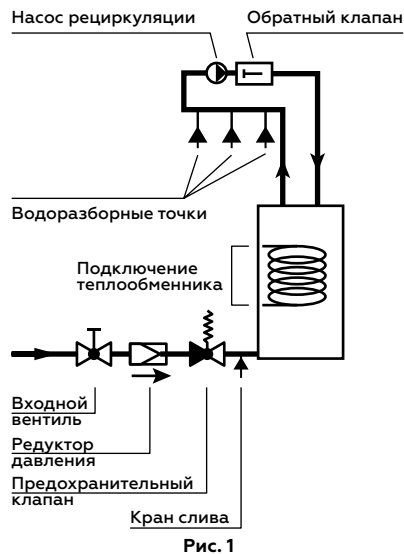 Насос рециркуляции
Обратный клапан
Водоразборные точки
Подключение
теплообменника
Входной
вентиль
Редуктор
давления
Предохранительный
клапан
Кран слива
Рис. 1